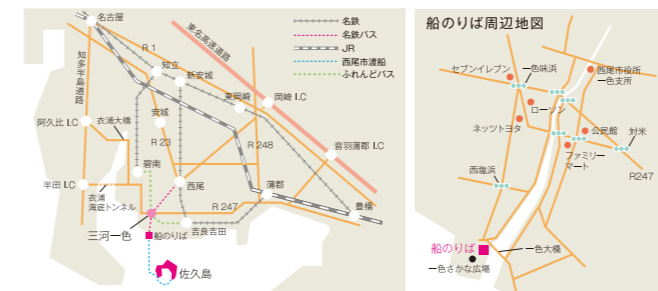 名古屋
知多半島道路
R 1
東名高速道路
名鉄
名鉄バス
JR
西尾市渡船
ふれんどバス
知立
新安城
東岡崎
岡崎 I.C
阿久比 I.C
衣浦大橋
安城
R 23
R 248
音羽蒲郡 I.C
碧南
半田 I.C
衣浦
海底トンネル
西尾
蒲郡
R 247
豊橋
三河一色
船のりば
吉良吉田
佐久島
船のりば周辺地図
セブンイレブン
一色味浜
西尾市役所
一色支所
ローソン
ネッツトヨタ
公民館
対米
ファミリー
マート
西塩浜
R247
船のりば
一色大橋
一色さかな広場